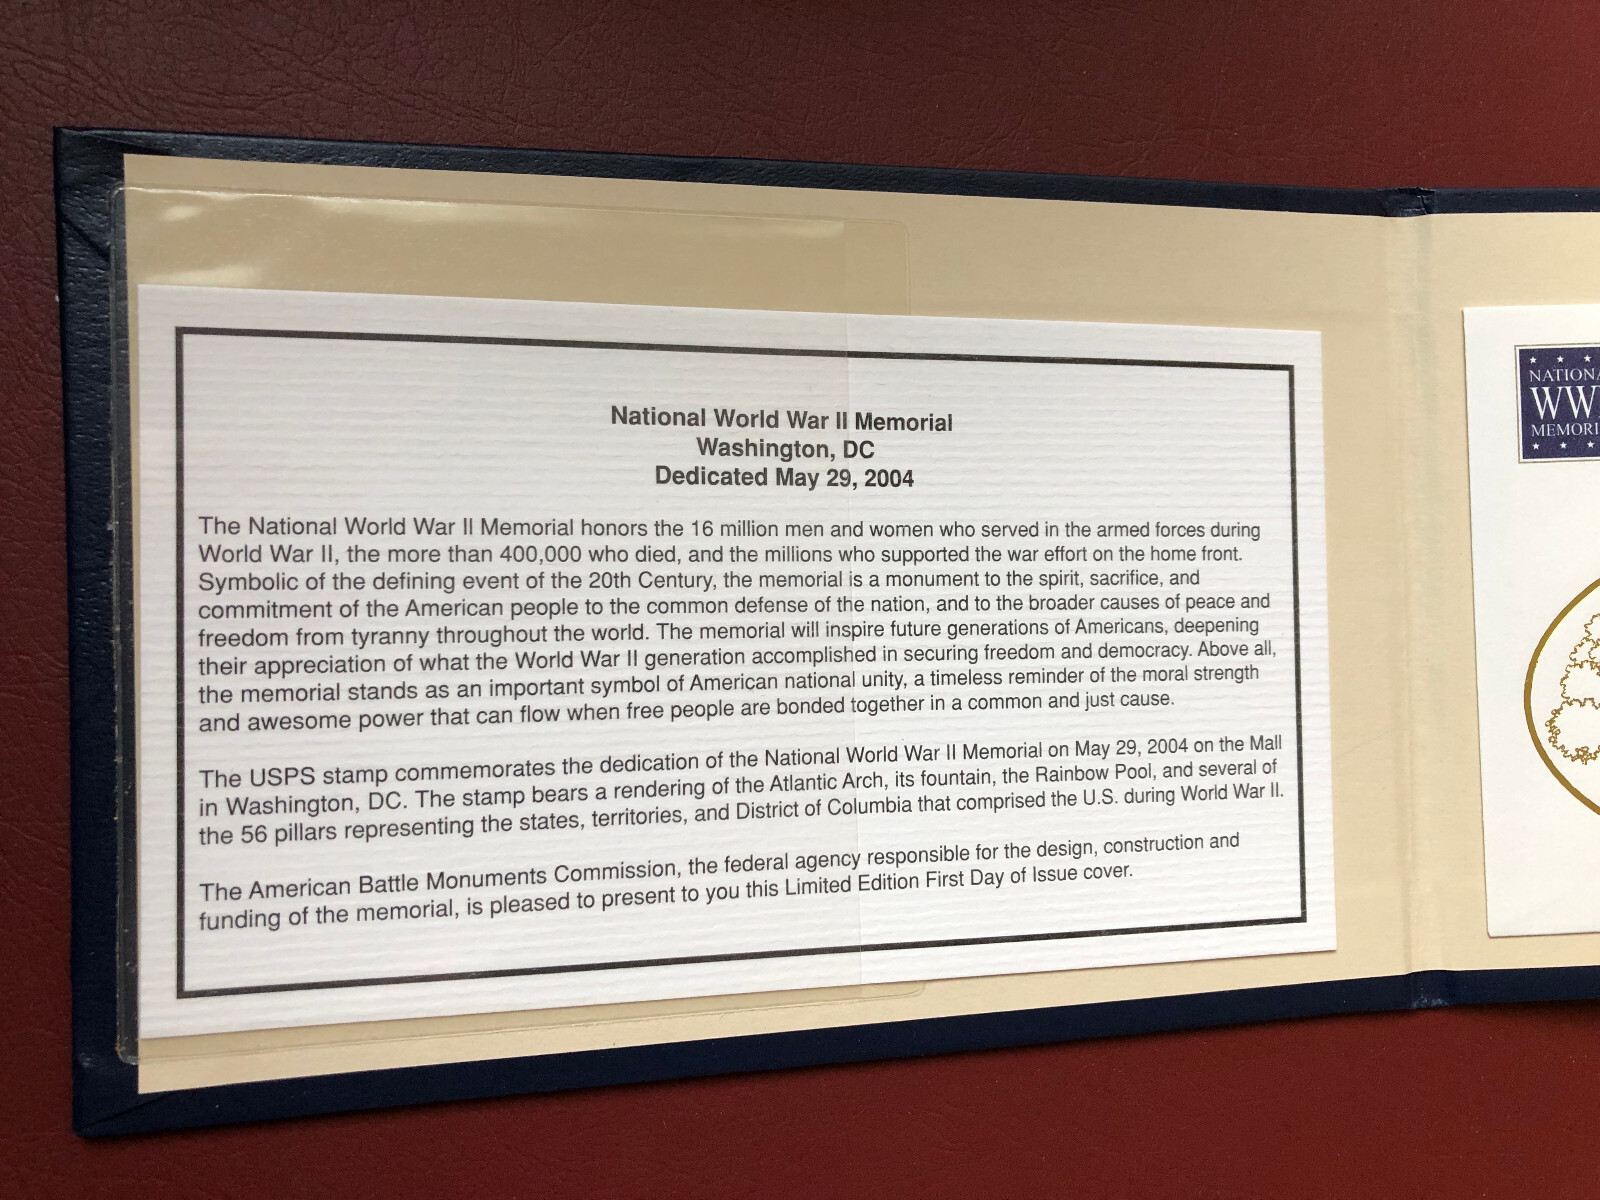 National World War II Memorial
Washington, DC
Dedicated May 29, 2004
The National World War II Memorial honors the 16 million men and women who served in the armed forces during
World War II, the more than 400,000 who died, and the millions who supported the war effort on the home front.
Symbolic of the defining event of the 20th Century, the memorial is a monument to the spirit, sacrifice, and
commitment of the American people to the common defense of the nation, and to the broader causes of peace and
freedom from tyranny throughout the world. The memorial will inspire future generations of Americans, deepening
their appreciation of what the World War II generation accomplished in securing freedom and democracy. Above all,
the memorial stands as an important symbol of American national unity, a timeless reminder of the moral strength
and awesome power that can flow when free people are bonded together in a common and just cause.
The USPS stamp commemorates the dedication of the National World War II Memorial on May 29, 2004 on the Mall
in Washington, DC. The stamp bears a rendering of the Atlantic Arch, its fountain, the Rainbow Pool, and several of
the 56 pillars representing the states, territories, and District of Columbia that comprised the U.S. during World War II.
The American Battle Monuments Commission, the federal agency responsible for the design, construction and
funding of the memorial, is pleased to present to you this Limited Edition First Day of Issue cover.
NATIONA
WW
MEMORI